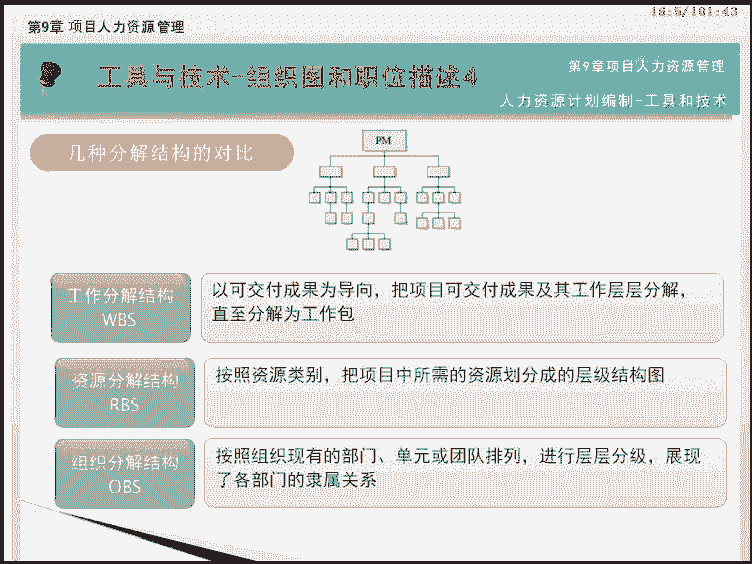 16:5/101:43
第9章 项目人力资源管理
工具与技术-组织图和职位描述4
第9章项目人力资源管理
人力资源计划编制-工具和技术
几种分解结构的对比
PM
工作分解结构
WBS
以可交付成果为导向，把项目可交付成果及其工作层层分解，
直至分解为工作包
资源分解结构
RBS
按照资源类别，把项目中所需的资源划分成的层级结构图
组织分解结构
OBS
按照组织现有的部门、单元或团队排列，进行层层分级，展现
了各部门的隶属关系